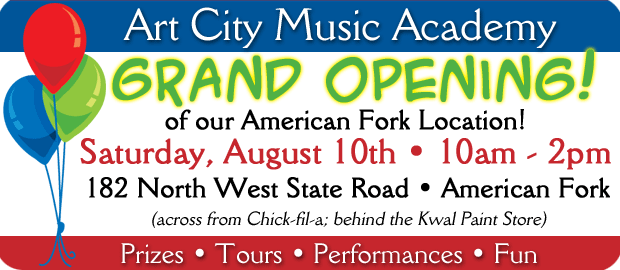 Art City Music Academy
GRAND OPENING!
of our American Fork Location!
Saturday, August 10th • 10am - 2pm
182 North West State Road • American Fork
(across from Chick-fil-a; behind the Kwal Paint Store)
Prizes • Tours • Performances • Fun